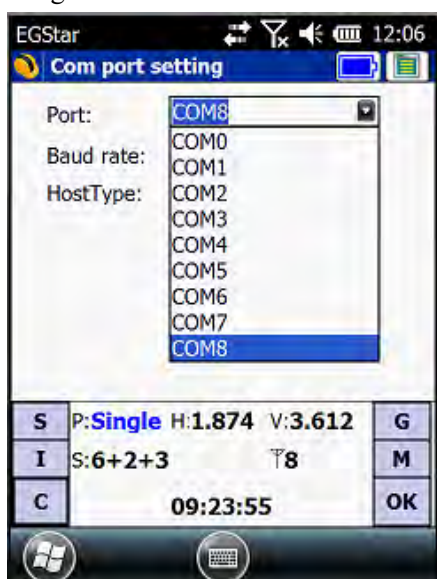 EGStar 12:06
Com port setting
Port: COM8
COM0
Baud rate:
COM1
HostType: COM2
COM3
COM4
COM5
COM6
COM7
COM8
S P:Single H:1.874 V:3.612 G
I S:6+2+3 8 M
C 09:23:55 OK